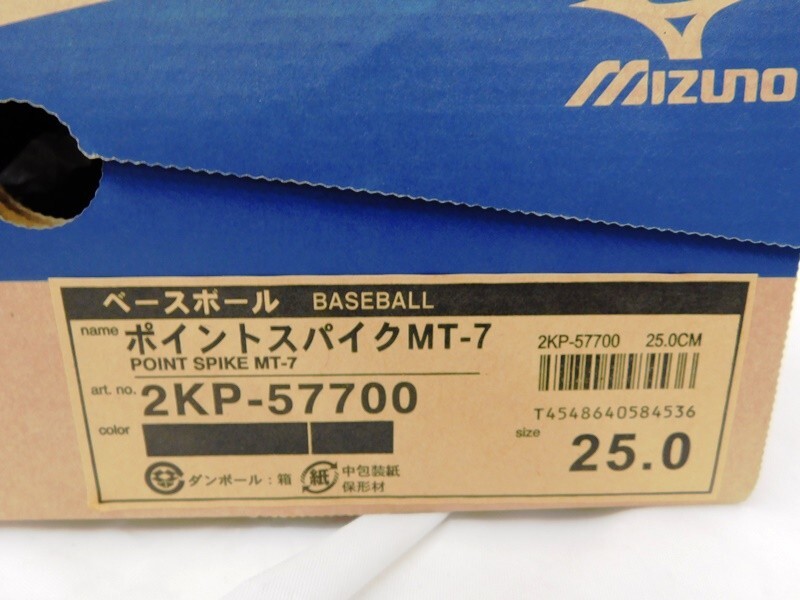 MIZUNO
ベースボール BASEBALL
name ポイントスパイクMT-7
POINT SPIKE MT-7
art. no. 2KP-57700
color
ダンボール：箱 紙 中包装紙
保形材
2KP-57700 25.0CM
T4548640584536
size 25.0